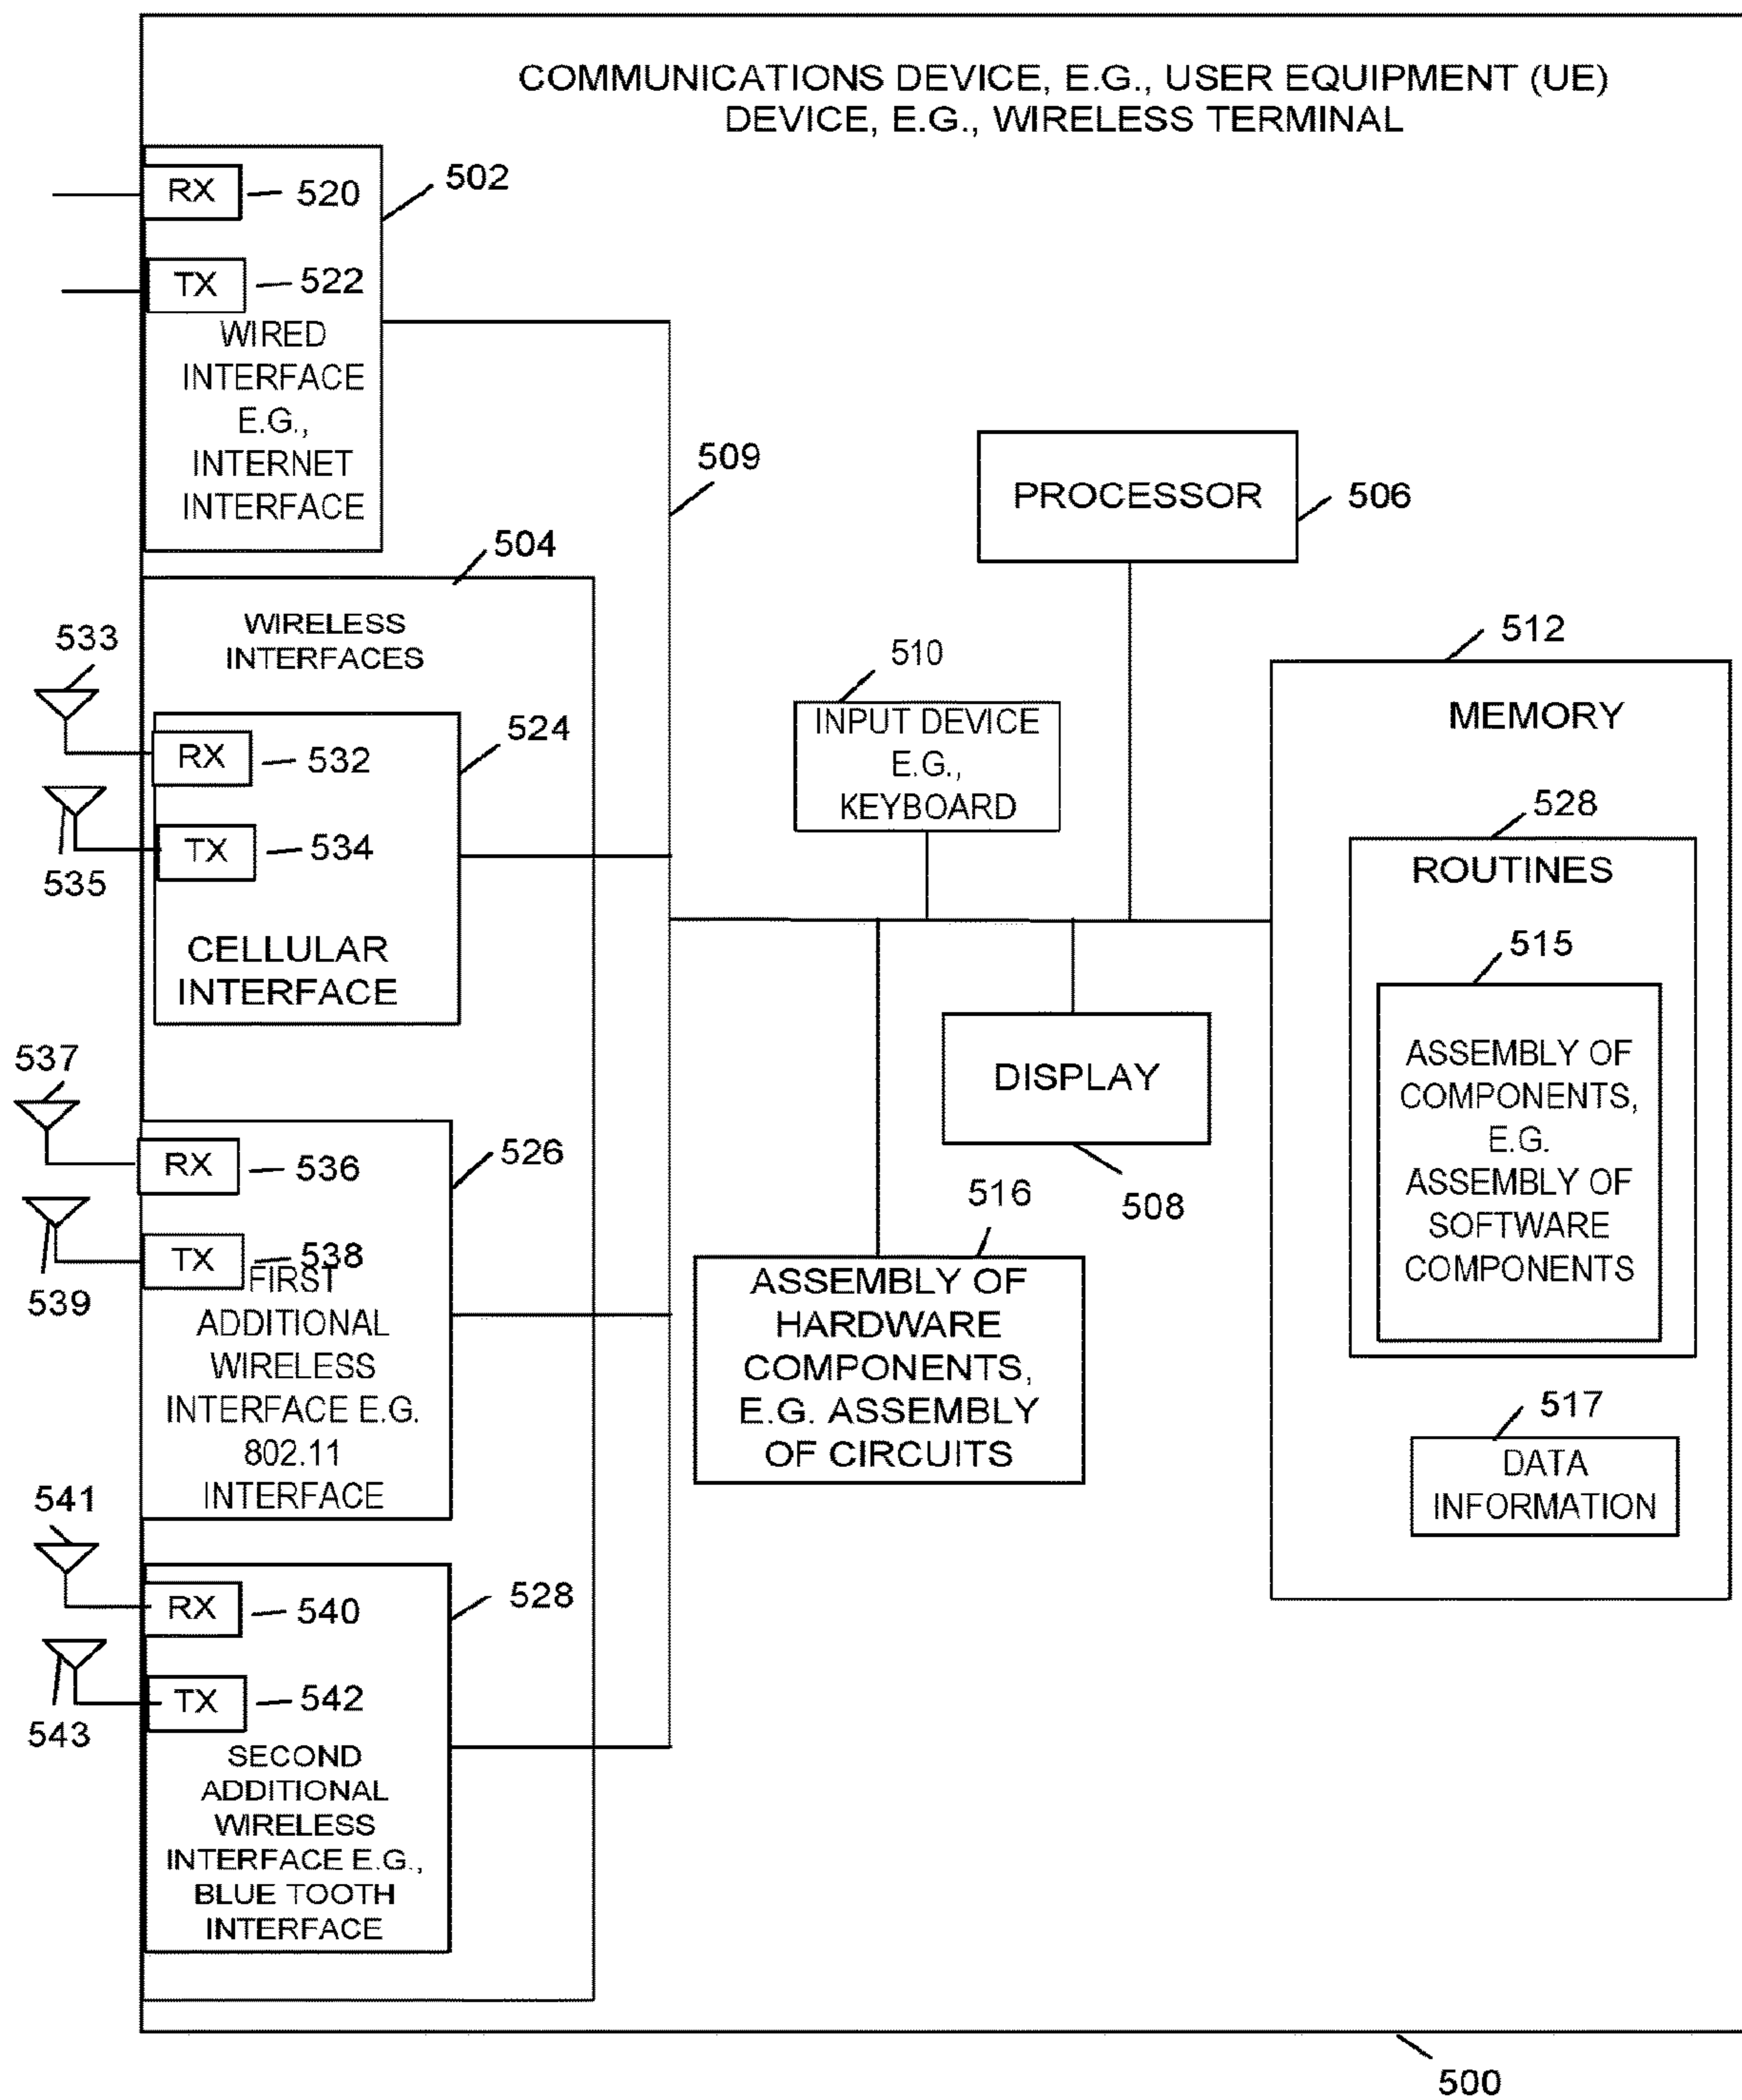 COMMUNICATIONS DEVICE, E.G., USER EQUIPMENT (UE)
DEVICE, E.G., WIRELESS TERMINAL
RX
520
502
TX
522
WIRED
INTERFACE
E.G.,
INTERNET
INTERFACE
509
PROCESSOR
506
504
WIRELESS
INTERFACES
533
RX
532
524
535
TX
534
CELLULAR
INTERFACE
510
INPUT DEVICE
E.G.,
KEYBOARD
512
MEMORY
528
ROUTINES
515
ASSEMBLY OF
COMPONENTS,
E.G.
ASSEMBLY OF
SOFTWARE
COMPONENTS
517
DATA
INFORMATION
DISPLAY
508
516
ASSEMBLY OF
HARDWARE
COMPONENTS,
E.G. ASSEMBLY
OF CIRCUITS
537
RX
536
526
539
TX
538
FIRST
ADDITIONAL
WIRELESS
INTERFACE E.G.
802.11
INTERFACE
541
RX
540
528
543
TX
542
SECOND
ADDITIONAL
WIRELESS
INTERFACE E.G.,
BLUE TOOTH
INTERFACE
500